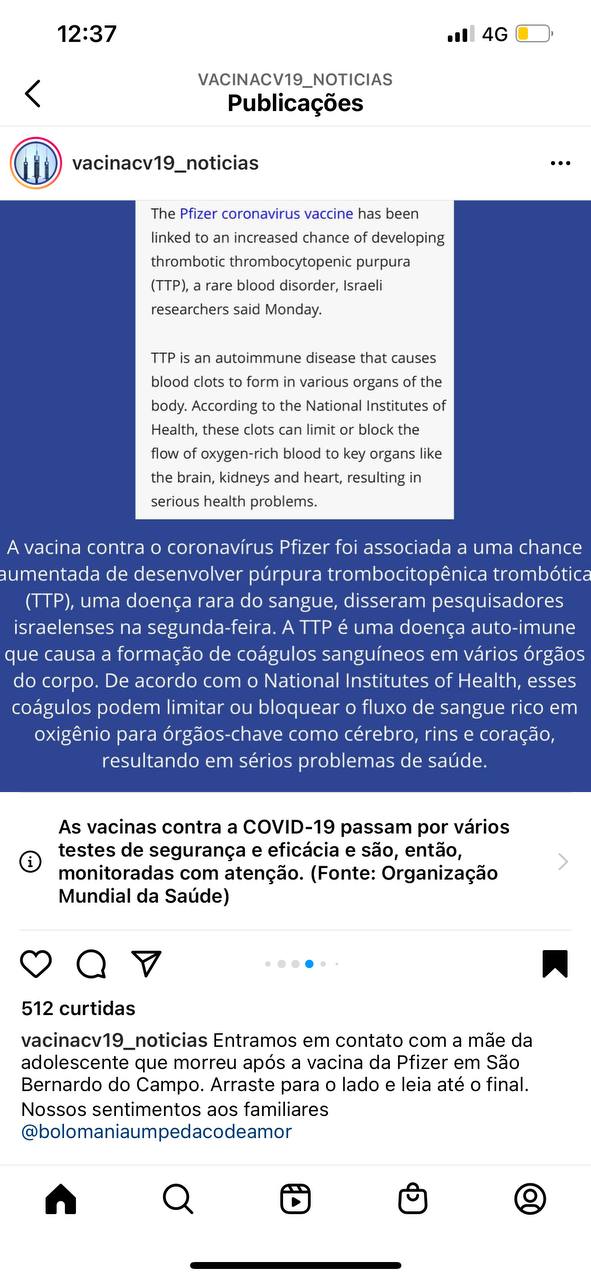 12:37
4G
VACINACV19_NOTICIAS
Publicações
vacinacv19_noticias
The Pfizer coronavirus vaccine has been
linked to an increased chance of developing
thrombotic thrombocytopenic purpura
(TTP), a rare blood disorder, Israeli
researchers said Monday.
TTP is an autoimmune disease that causes
blood clots to form in various organs of the
body. According to the National Institutes of
Health, these clots can limit or block the
flow of oxygen-rich blood to key organs like
the brain, kidneys and heart, resulting in
serious health problems.
A vacina contra o coronavírus Pfizer foi associada a uma chance
aumentada de desenvolver púrpura trombocitopênica trombótica
(TTP), uma doença rara do sangue, disseram pesquisadores
israelenses na segunda-feira. A TTP é uma doença auto-imune
que causa a formação de coágulos sanguíneos em vários órgãos
do corpo. De acordo com o National Institutes of Health, esses
coágulos podem limitar ou bloquear o fluxo de sangue rico em
oxigênio para órgãos-chave como cérebro, rins e coração,
resultando em sérios problemas de saúde.
As vacinas contra a COVID-19 passam por vários
testes de segurança e eficácia e são, então,
monitoradas com atenção. (Fonte: Organização
Mundial da Saúde)
512 curtidas
vacinacv19_noticias Entramos em contato com a mãe da
adolescente que morreu após a vacina da Pfizer em São
Bernardo do Campo. Arraste para o lado e leia até o final.
Nossos sentimentos aos familiares
@bolomaniaumpedacodeamor